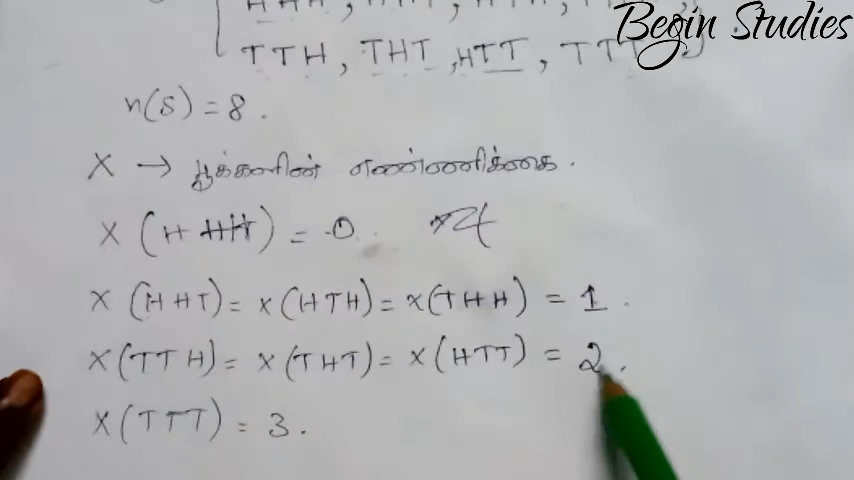 Begin Studies
TTH, THT, HTT, TTT }
n(S) = 8.
X → பூக்களின் எண்ணிக்கை.
X (HHH) = 0.
X (HHT) = X (HTH) = X (THH) = 1.
X (TTH) = X (THT) = X (HTT) = 2.
X (TTT) = 3.